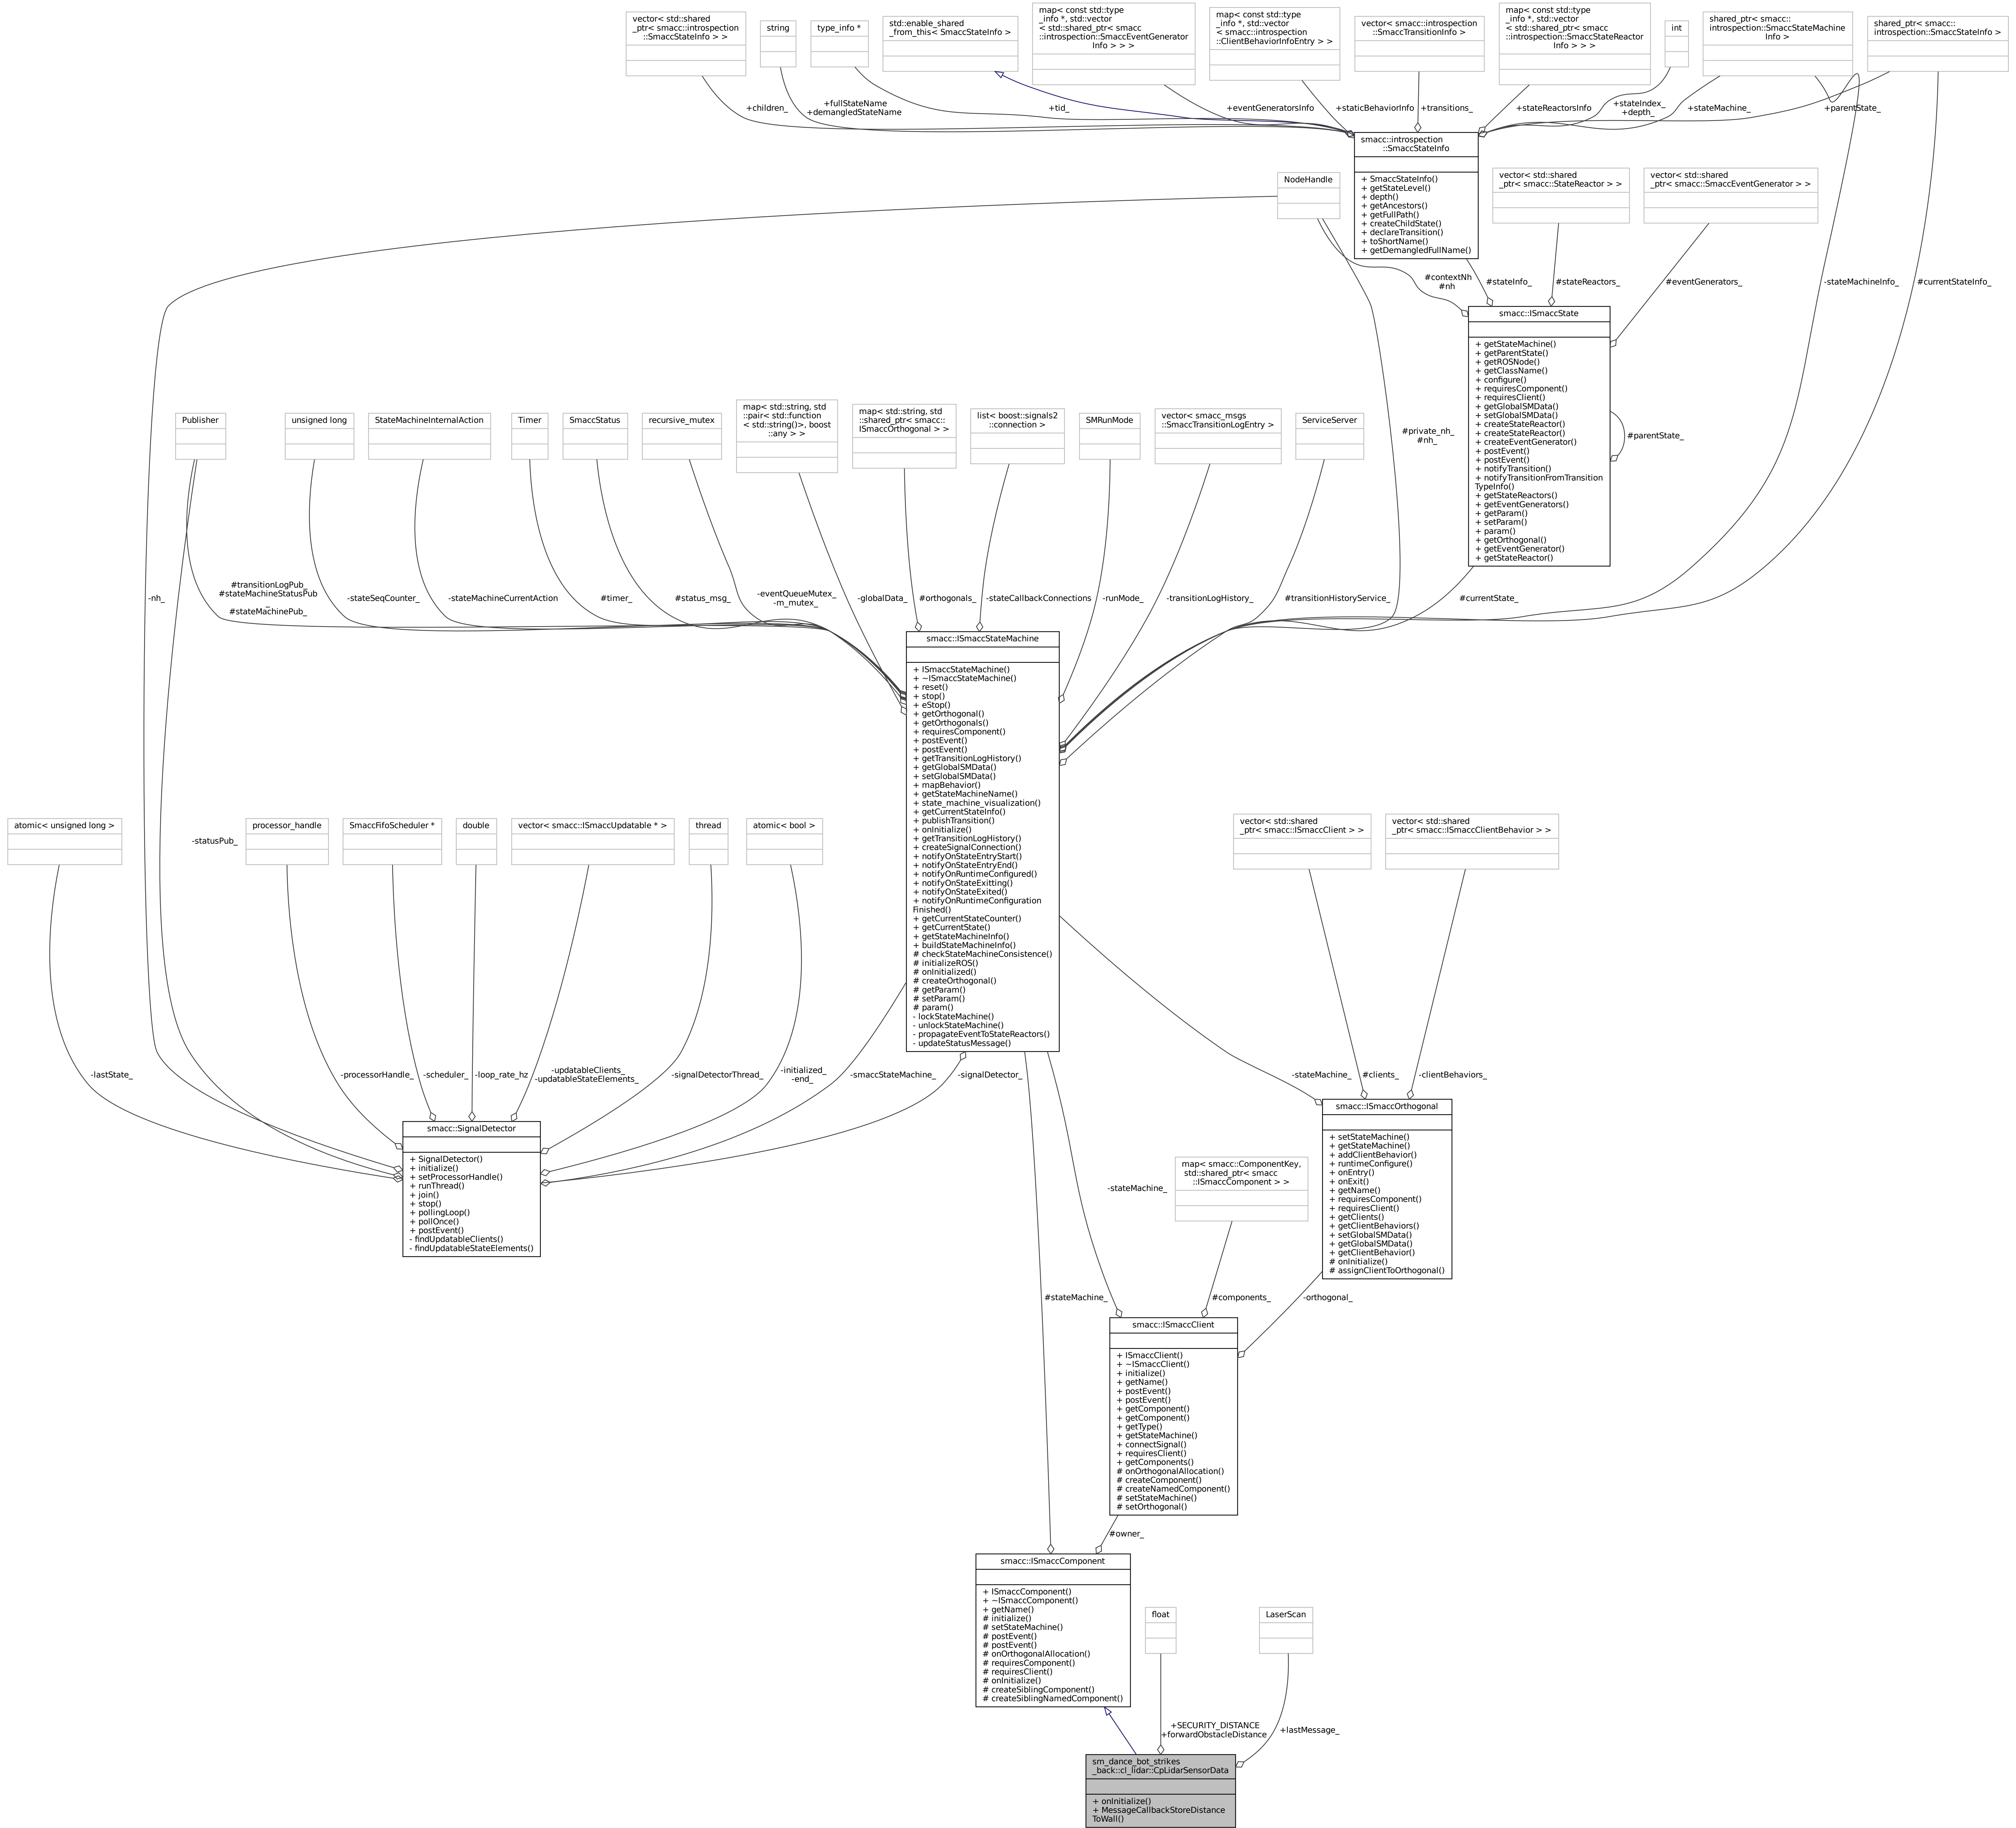 vector< std::shared
_ptr< smacc::introspection
::SmaccStateInfo > >
string
type_info *
std::enable_shared
_from_this< SmaccStateInfo >
map< const std::type
_info *, std::vector
< std::shared_ptr< smacc
::introspection::SmaccEventGenerator
Info > > >
map< const std::type
_info *, std::vector
< smacc::introspection
::ClientBehaviorInfoEntry > >
vector< smacc::introspection
::SmaccTransitionInfo >
map< const std::type
_info *, std::vector
< std::shared_ptr< smacc
::introspection::SmaccStateReactor
Info > > >
int
shared_ptr< smacc::
introspection::SmaccStateMachine
Info >
shared_ptr< smacc::
introspection::SmaccStateInfo >
+children_
+fullStateName
+demangledStateName
+tid_
+eventGeneratorsInfo
+staticBehaviorInfo
+transitions_
+stateReactorsInfo
+stateIndex_
+depth_
+stateMachine_
+parentState_
smacc::introspection
::SmaccStateInfo
+ SmaccStateInfo()
+ getStateLevel()
+ depth()
+ getAncestors()
+ getFullPath()
+ createChildState()
+ declareTransition()
+ toShortName()
+ getDemangledFullName()
NodeHandle
vector< std::shared
_ptr< smacc::StateReactor > >
vector< std::shared
_ptr< smacc::SmaccEventGenerator > >
#contextNh
#nh
#stateInfo_
#stateReactors_
#eventGenerators_
-stateMachineInfo_
#currentStateInfo_
smacc::ISmaccState
+ getStateMachine()
+ getParentState()
+ getROSNode()
+ getClassName()
+ configure()
+ requiresComponent()
+ requiresClient()
+ getGlobalSMData()
+ setGlobalSMData()
+ createStateReactor()
+ createStateReactor()
+ createEventGenerator()
+ postEvent()
+ postEvent()
+ notifyTransition()
+ notifyTransitionFromTransition
TypeInfo()
+ getStateReactors()
+ getEventGenerators()
+ getParam()
+ setParam()
+ param()
+ getOrthogonal()
+ getEventGenerator()
+ getStateReactor()
#parentState_
Publisher
unsigned long
StateMachineInternalAction
Timer
SmaccStatus
recursive_mutex
map< std::string, std
::pair< std::function
< std::string()>, boost
::any > >
map< std::string, std
::shared_ptr< smacc::
ISmaccOrthogonal > >
list< boost::signals2
::connection >
SMRunMode
vector< smacc_msgs
::SmaccTransitionLogEntry >
ServiceServer
#private_nh_
#nh_
-nh_
#transitionLogPub_
#stateMachineStatusPub
_
#stateMachinePub_
-stateSeqCounter_
-stateMachineCurrentAction
#timer_
#status_msg_
-eventQueueMutex_
-m_mutex_
-globalData_
#orthogonals_
-stateCallbackConnections
-runMode_
-transitionLogHistory_
#transitionHistoryService_
#currentState_
smacc::ISmaccStateMachine
+ ISmaccStateMachine()
+ ~ISmaccStateMachine()
+ reset()
+ stop()
+ eStop()
+ getOrthogonal()
+ getOrthogonals()
+ requiresComponent()
+ postEvent()
+ postEvent()
+ getTransitionLogHistory()
+ getGlobalSMData()
+ setGlobalSMData()
+ mapBehavior()
+ getStateMachineName()
+ state_machine_visualization()
+ getCurrentStateInfo()
+ publishTransition()
+ onInitialize()
+ getTransitionLogHistory()
+ createSignalConnection()
+ notifyOnStateEntryStart()
+ notifyOnStateEntryEnd()
+ notifyOnRuntimeConfigured()
+ notifyOnStateExitting()
+ notifyOnStateExited()
+ notifyOnRuntimeConfiguration
Finished()
+ getCurrentStateCounter()
+ getCurrentState()
+ getStateMachineInfo()
+ buildStateMachineInfo()
# checkStateMachineConsistence()
# initializeROS()
# onInitialized()
# createOrthogonal()
# getParam()
# setParam()
# param()
- lockStateMachine()
- unlockStateMachine()
- propagateEventToStateReactors()
- updateStatusMessage()
atomic< unsigned long >
-statusPub_
processor_handle
SmaccFifoScheduler *
double
vector< smacc::ISmaccUpdatable * >
thread
atomic< bool >
vector< std::shared
_ptr< smacc::ISmaccClient > >
vector< std::shared
_ptr< smacc::ISmaccClientBehavior > >
-lastState_
-processorHandle_
-scheduler_
-loop_rate_hz
-updatableClients_
-updatableStateElements_
-signalDetectorThread_
-initialized_
-end_
-smaccStateMachine_
-signalDetector_
-stateMachine_
#clients_
-clientBehaviors_
smacc::SignalDetector
+ SignalDetector()
+ initialize()
+ setProcessorHandle()
+ runThread()
+ join()
+ stop()
+ pollingLoop()
+ pollOnce()
+ postEvent()
- findUpdatableClients()
- findUpdatableStateElements()
smacc::ISmaccOrthogonal
+ setStateMachine()
+ getStateMachine()
+ addClientBehavior()
+ runtimeConfigure()
+ onEntry()
+ onExit()
+ getName()
+ requiresComponent()
+ requiresClient()
+ getClients()
+ getClientBehaviors()
+ setGlobalSMData()
+ getGlobalSMData()
+ getClientBehavior()
# onInitialize()
# assignClientToOrthogonal()
-stateMachine_
map< smacc::ComponentKey,
std::shared_ptr< smacc
::ISmaccComponent > >
#stateMachine_
#components_
-orthogonal_
smacc::ISmaccClient
+ ISmaccClient()
+ ~ISmaccClient()
+ initialize()
+ getName()
+ postEvent()
+ postEvent()
+ getComponent()
+ getComponent()
+ getType()
+ getStateMachine()
+ connectSignal()
+ requiresClient()
+ getComponents()
# onOrthogonalAllocation()
# createComponent()
# createNamedComponent()
# setStateMachine()
# setOrthogonal()
#owner_
smacc::ISmaccComponent
+ ISmaccComponent()
+ ~ISmaccComponent()
+ getName()
# initialize()
# setStateMachine()
# postEvent()
# postEvent()
# onOrthogonalAllocation()
# requiresComponent()
# requiresClient()
# onInitialize()
# createSiblingComponent()
# createSiblingNamedComponent()
float
LaserScan
+SECURITY_DISTANCE
+forwardObstacleDistance
+lastMessage_
sm_dance_bot_strikes
_back::cl_lidar::CpLidarSensorData
+ onInitialize()
+ MessageCallbackStoreDistance
ToWall()